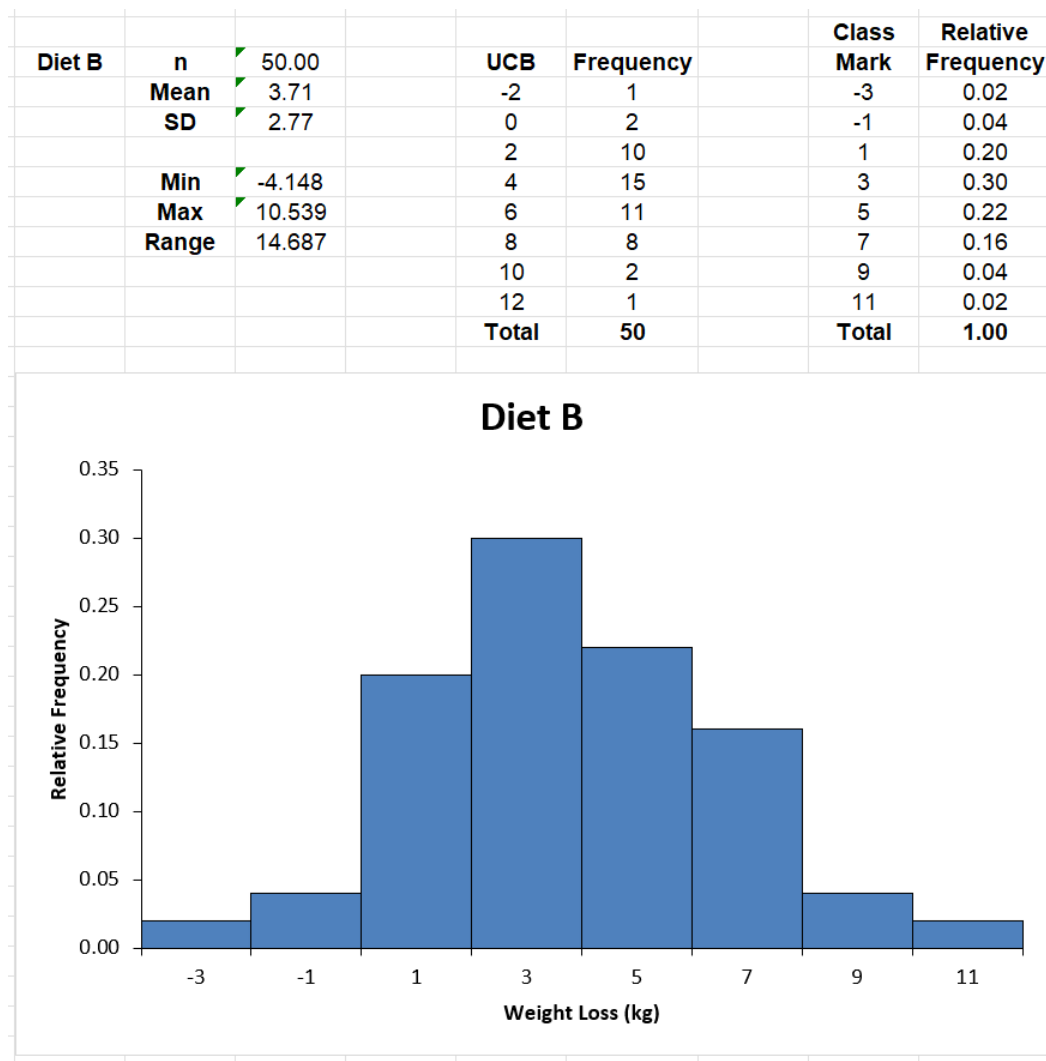 Class Relative
Diet B n 50.00 UCB Frequency Mark Frequency
Mean 3.71 -2 1 -3 0.02
SD 2.77 0 2 -1 0.04
2 10 1 0.20
Min -4.148 4 15 3 0.30
Max 10.539 6 11 5 0.22
Range 14.687 8 8 7 0.16
10 2 9 0.04
12 1 11 0.02
Total 50 Total 1.00
Diet B
0.35
0.30
0.25
0.20
0.15
0.10
0.05
0.00
Relative Frequency
-3 -1 1 3 5 7 9 11
Weight Loss (kg)